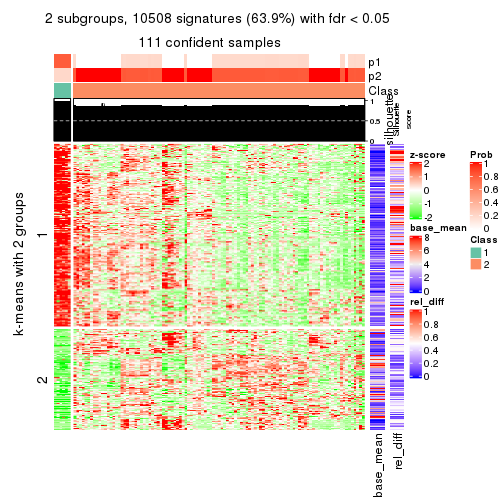 2 subgroups, 10508 signatures (63.9%) with fdr < 0.05
111 confident samples
p1
p2
Class
1
0.5
0
silhouette
Silhouette
score
k-means with 2 groups
1
2
base_mean
rel_diff
z-score
2
1
0
-1
-2
base_mean
8
6
4
2
0
rel_diff
1
0.8
0.6
0.4
0.2
0
Prob
1
0.8
0.6
0.4
0.2
0
Class
1
2